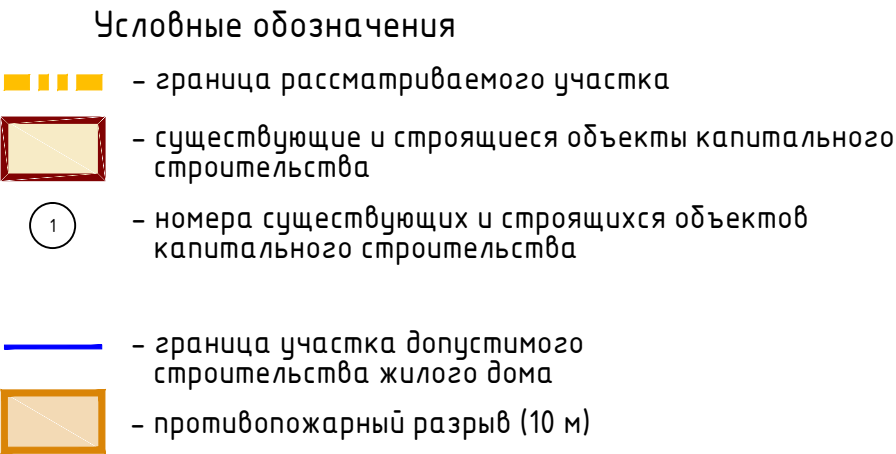 Условные обозначения
- граница рассматриваемого участка
- существующие и строящиеся объекты капитального
строительства
1
- номера существующих и строящихся объектов
капитального строительства
- граница участка допустимого
строительства жилого дома
- противопожарный разрыв (10 м)